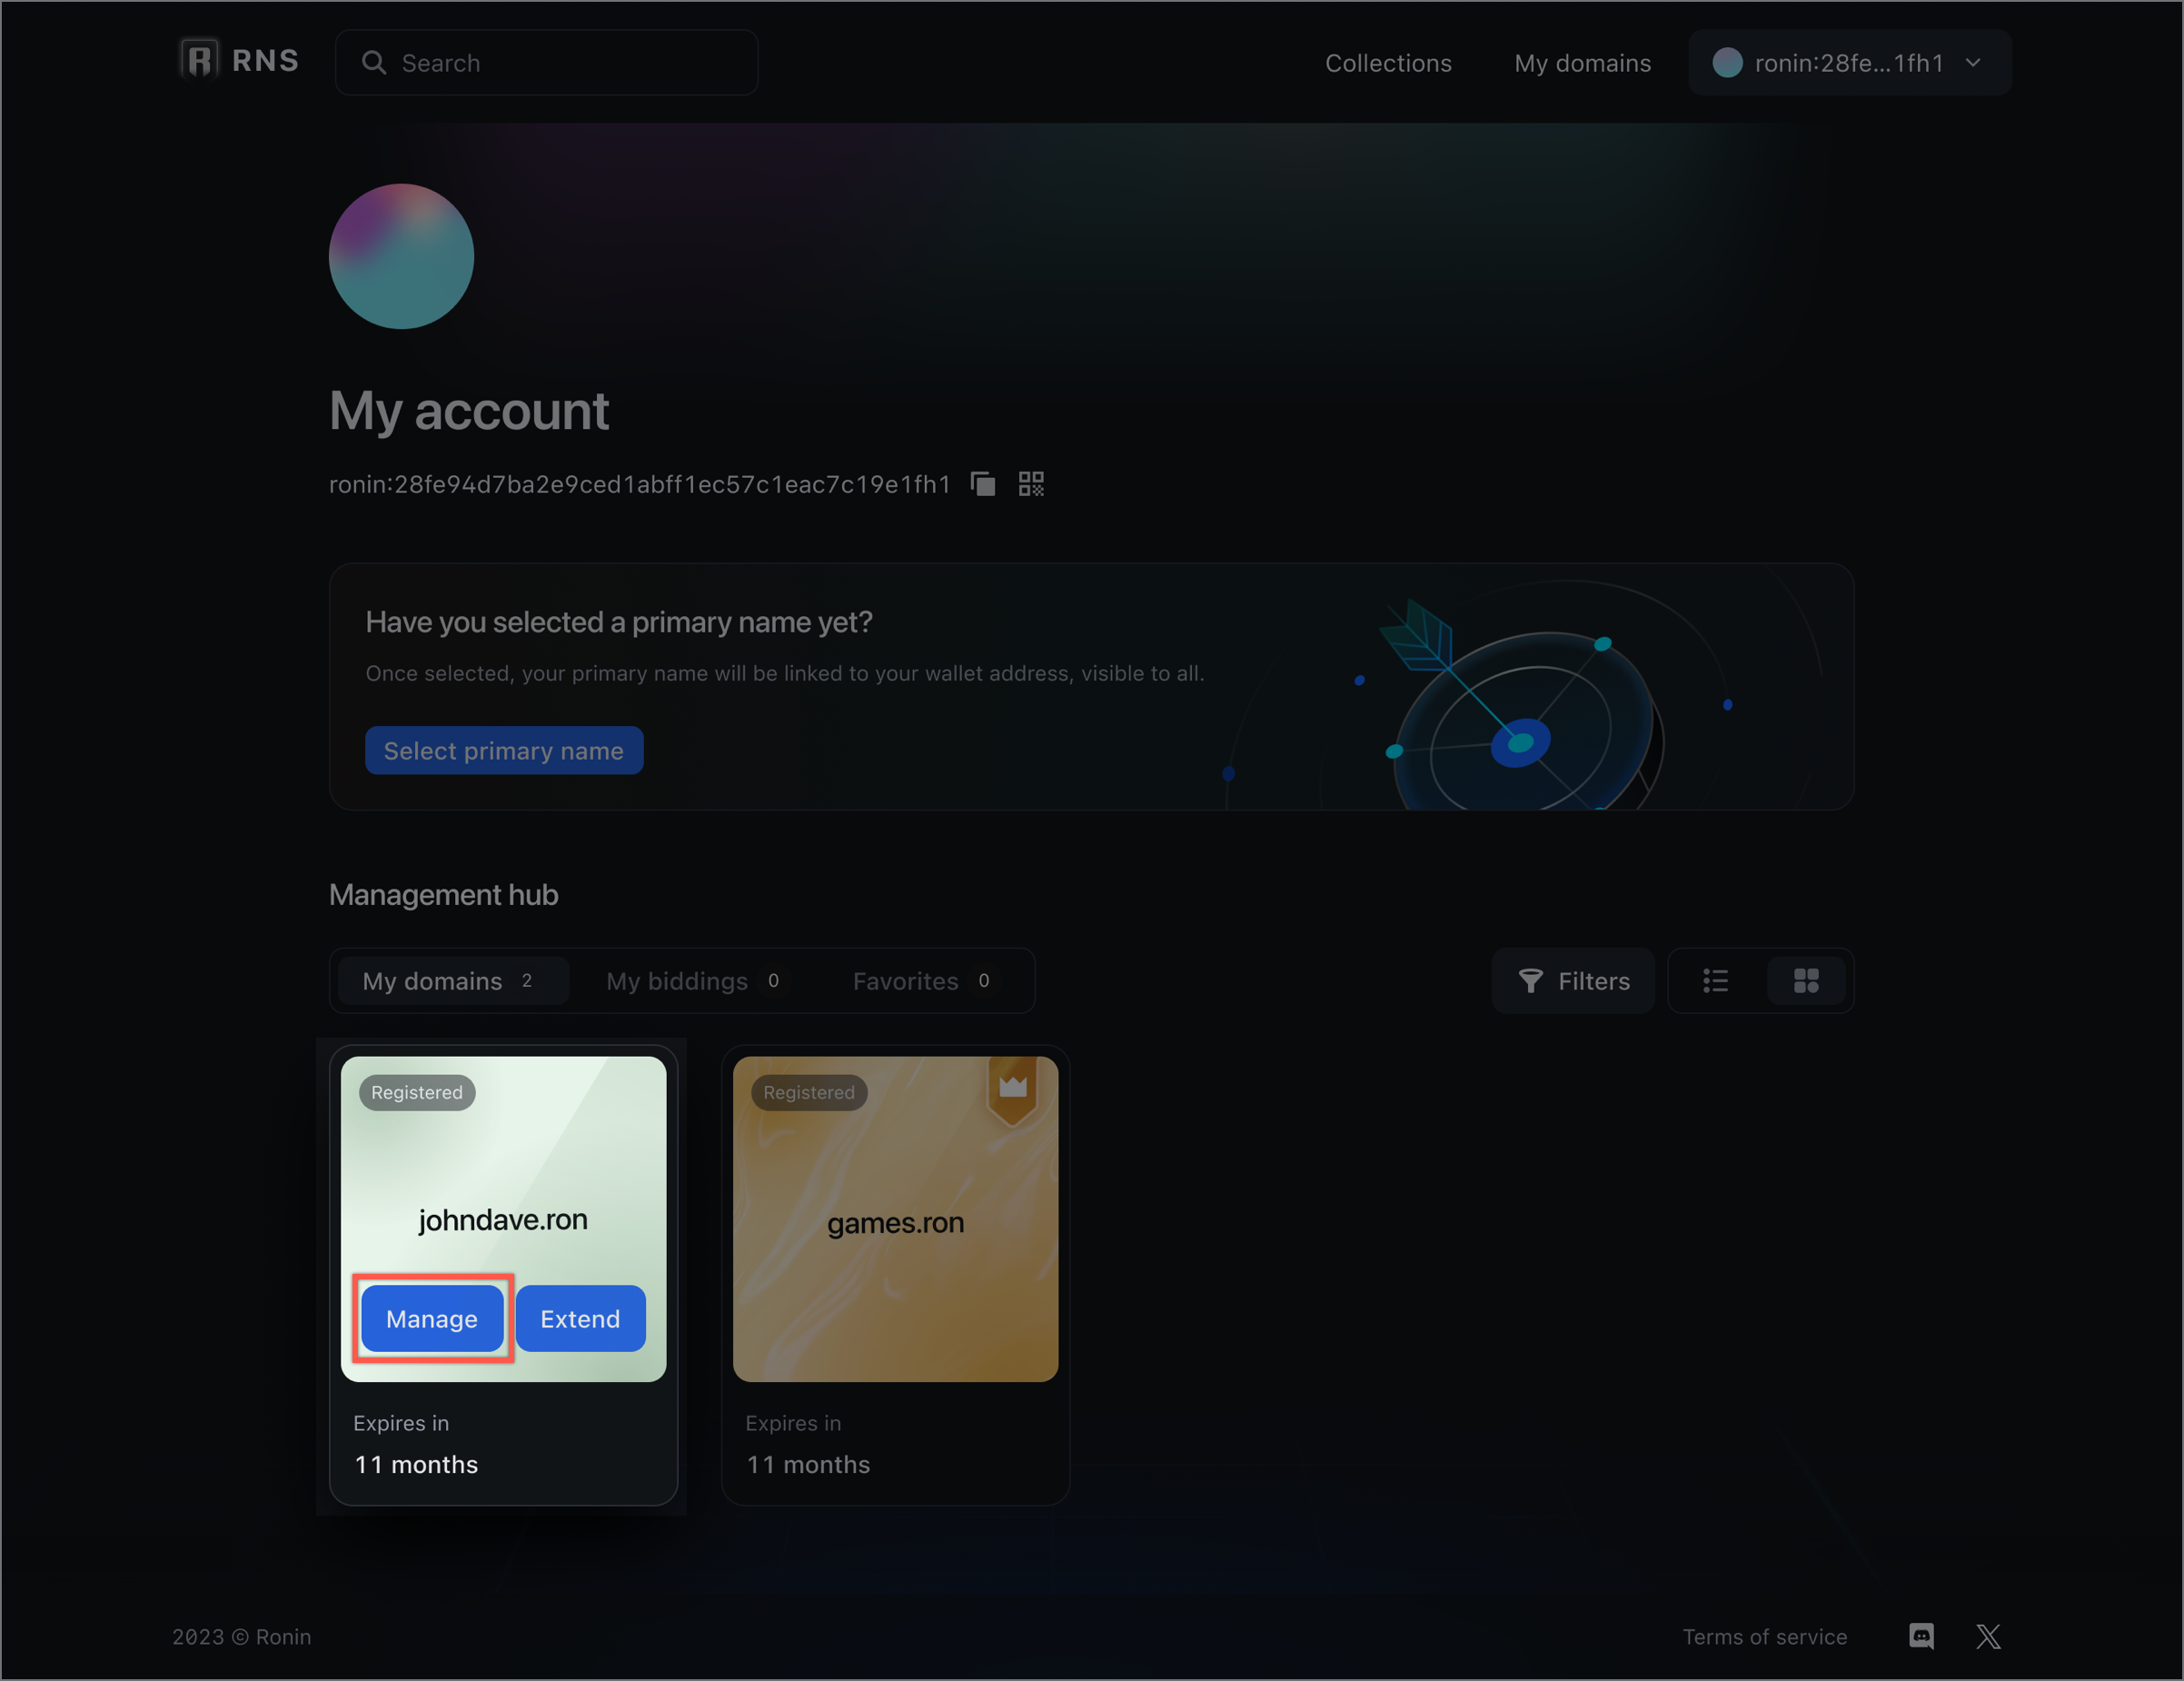 RNS
Search
Collections
My domains
ronin:28fe...1fh1
My account
ronin:28fe94d7ba2e9ced1abff1ec57c1eac7c19e1fh1
Have you selected a primary name yet?
Once selected, your primary name will be linked to your wallet address, visible to all.
Select primary name
Management hub
My domains 2
My biddings 0
Favorites 0
Filters
Registered
johndave.ron
Manage
Extend
Expires in
11 months
Registered
games.ron
Expires in
11 months
2023 © Ronin
Terms of service